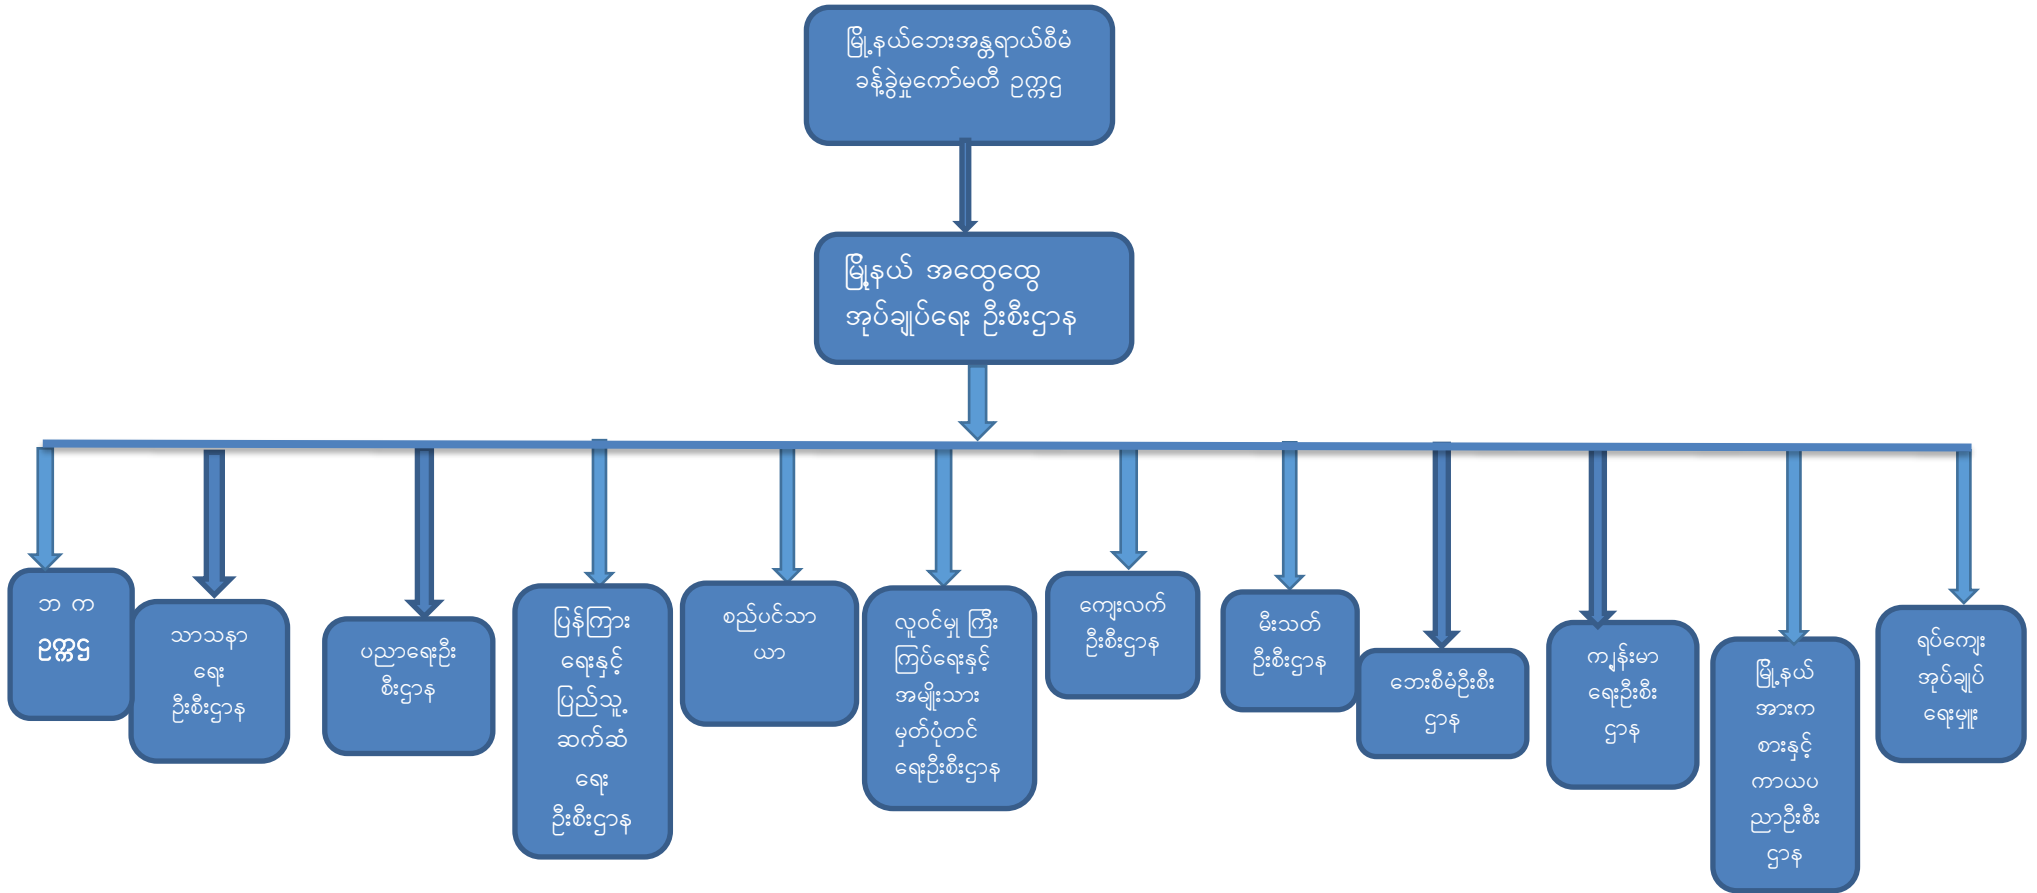 မြို့နယ်ဘေးအန္တရာယ်စီမံ
ခန့်ခွဲမှုကော်မတီ ဥက္ကဌ
မြို့နယ် အထွေထွေ
အုပ်ချုပ်ရေး ဦးစီးဌာန
ဘ က
ဥက္ကဌ
သာသနာ
ရေး
ဦးစီးဌာန
ပညာရေးဦး
စီးဌာန
ပြန်ကြား
ရေးနှင့်
ပြည်သူ့
ဆက်ဆံ
ရေး
ဦးစီးဌာန
စည်ပင်သာ
ယာ
လူဝင်မှု ကြီး
ကြပ်ရေးနှင့်
အမျိုးသား
မှတ်ပုံတင်
ရေးဦးစီးဌာန
ကျေးလက်
ဦးစီးဌာန
မီးသတ်
ဦးစီးဌာန
ဘေးစီမံဦးစီး
ဌာန
ကျန်းမာ
ရေးဦးစီး
ဌာန
မြို့နယ်
အားက
စားနှင့်
ကာယပ
ညာဦးစီး
ဌာန
ရပ်ကျေး
အုပ်ချုပ်
ရေးမှူး